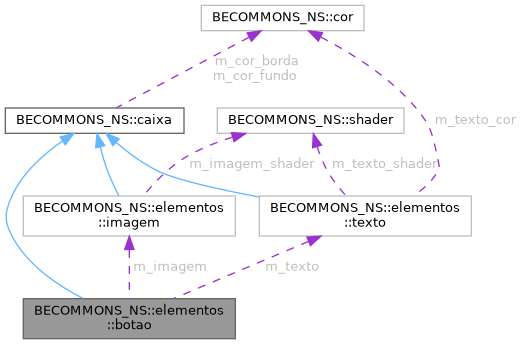 BECOMMONS_NS::cor
m_cor_borda
m_cor_fundo
BECOMMONS_NS::caixa
BECOMMONS_NS::shader
m_texto_cor
m_imagem_shader
m_texto_shader
BECOMMONS_NS::elementos
::imagem
BECOMMONS_NS::elementos
::texto
m_imagem
m_texto
BECOMMONS_NS::elementos
::botao